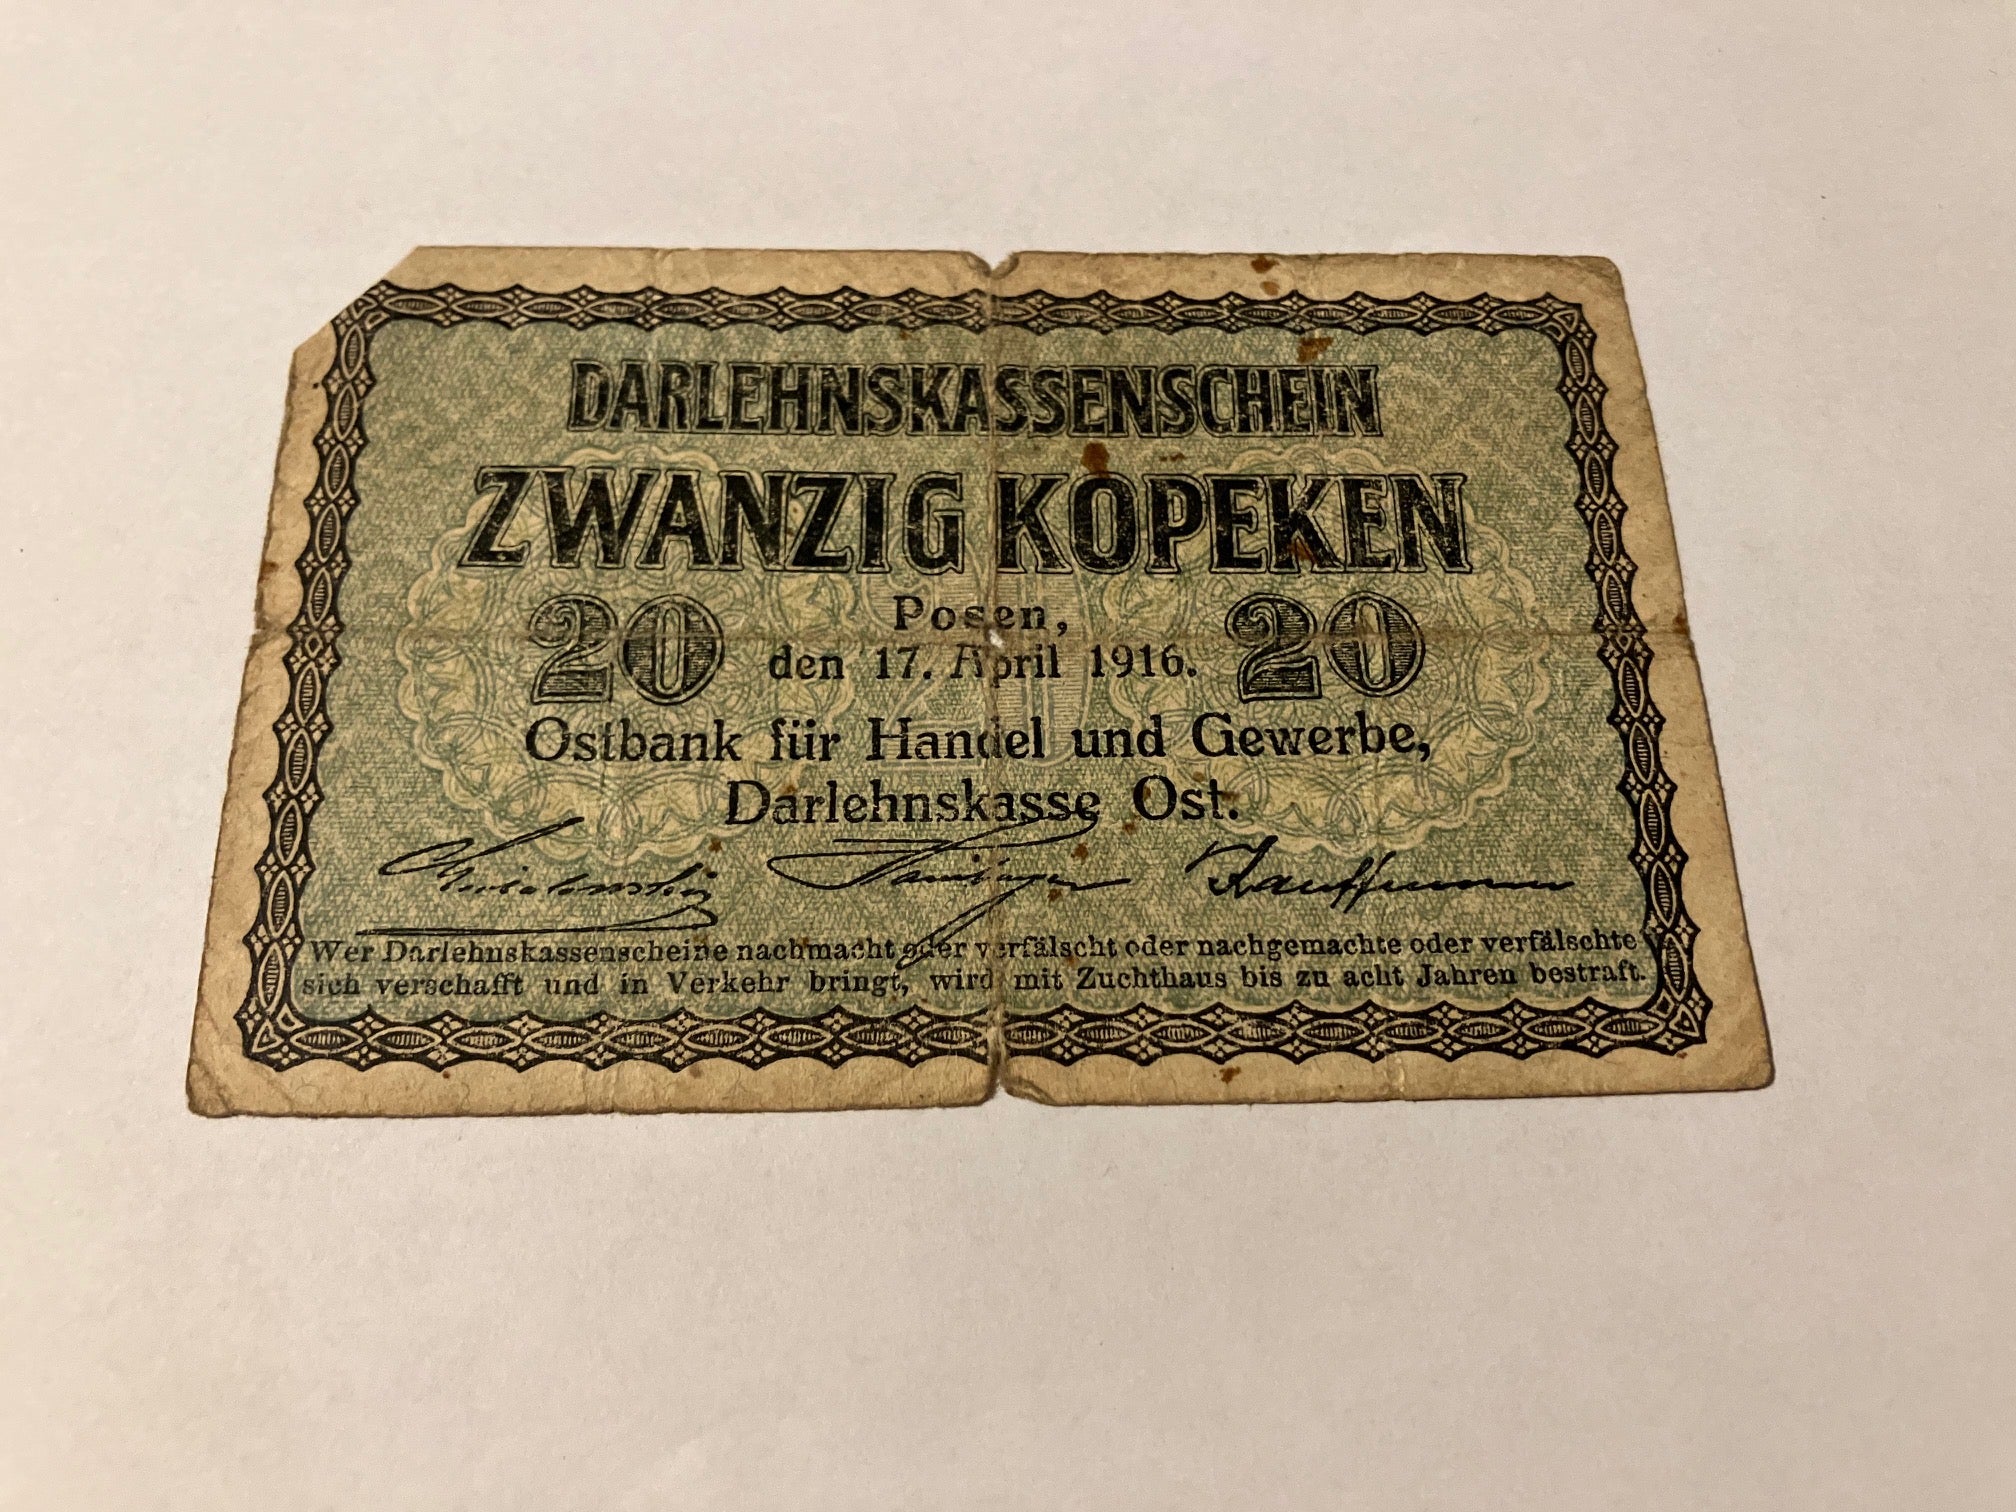 DARLEHNSKASSENSCHEIN
ZWANZIG KOPEKEN
20 Posen, 20
den 17. April 1916.
Ostbank für Handel und Gewerbe,
Darlehnskasse Ost.
Kauffmann
Wer Darlehnskassenscheine nachmacht oder verfälscht oder nachgemachte oder verfälschte
sich verschafft und in Verkehr bringt, wird mit Zuchthaus bis zu acht Jahren bestraft.